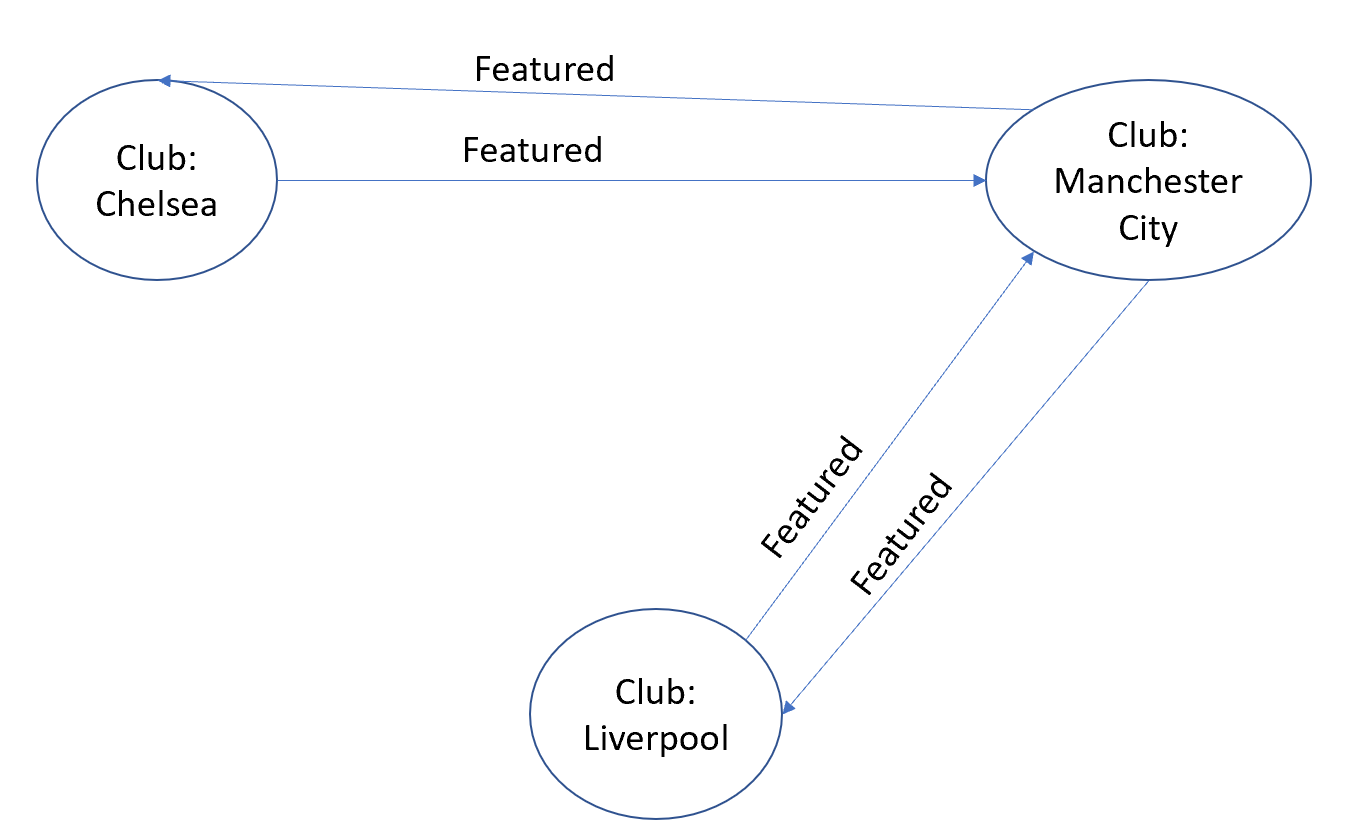 Featured
Featured
Club:
Chelsea
Club:
Manchester
City
Featured
Featured
Club:
Liverpool